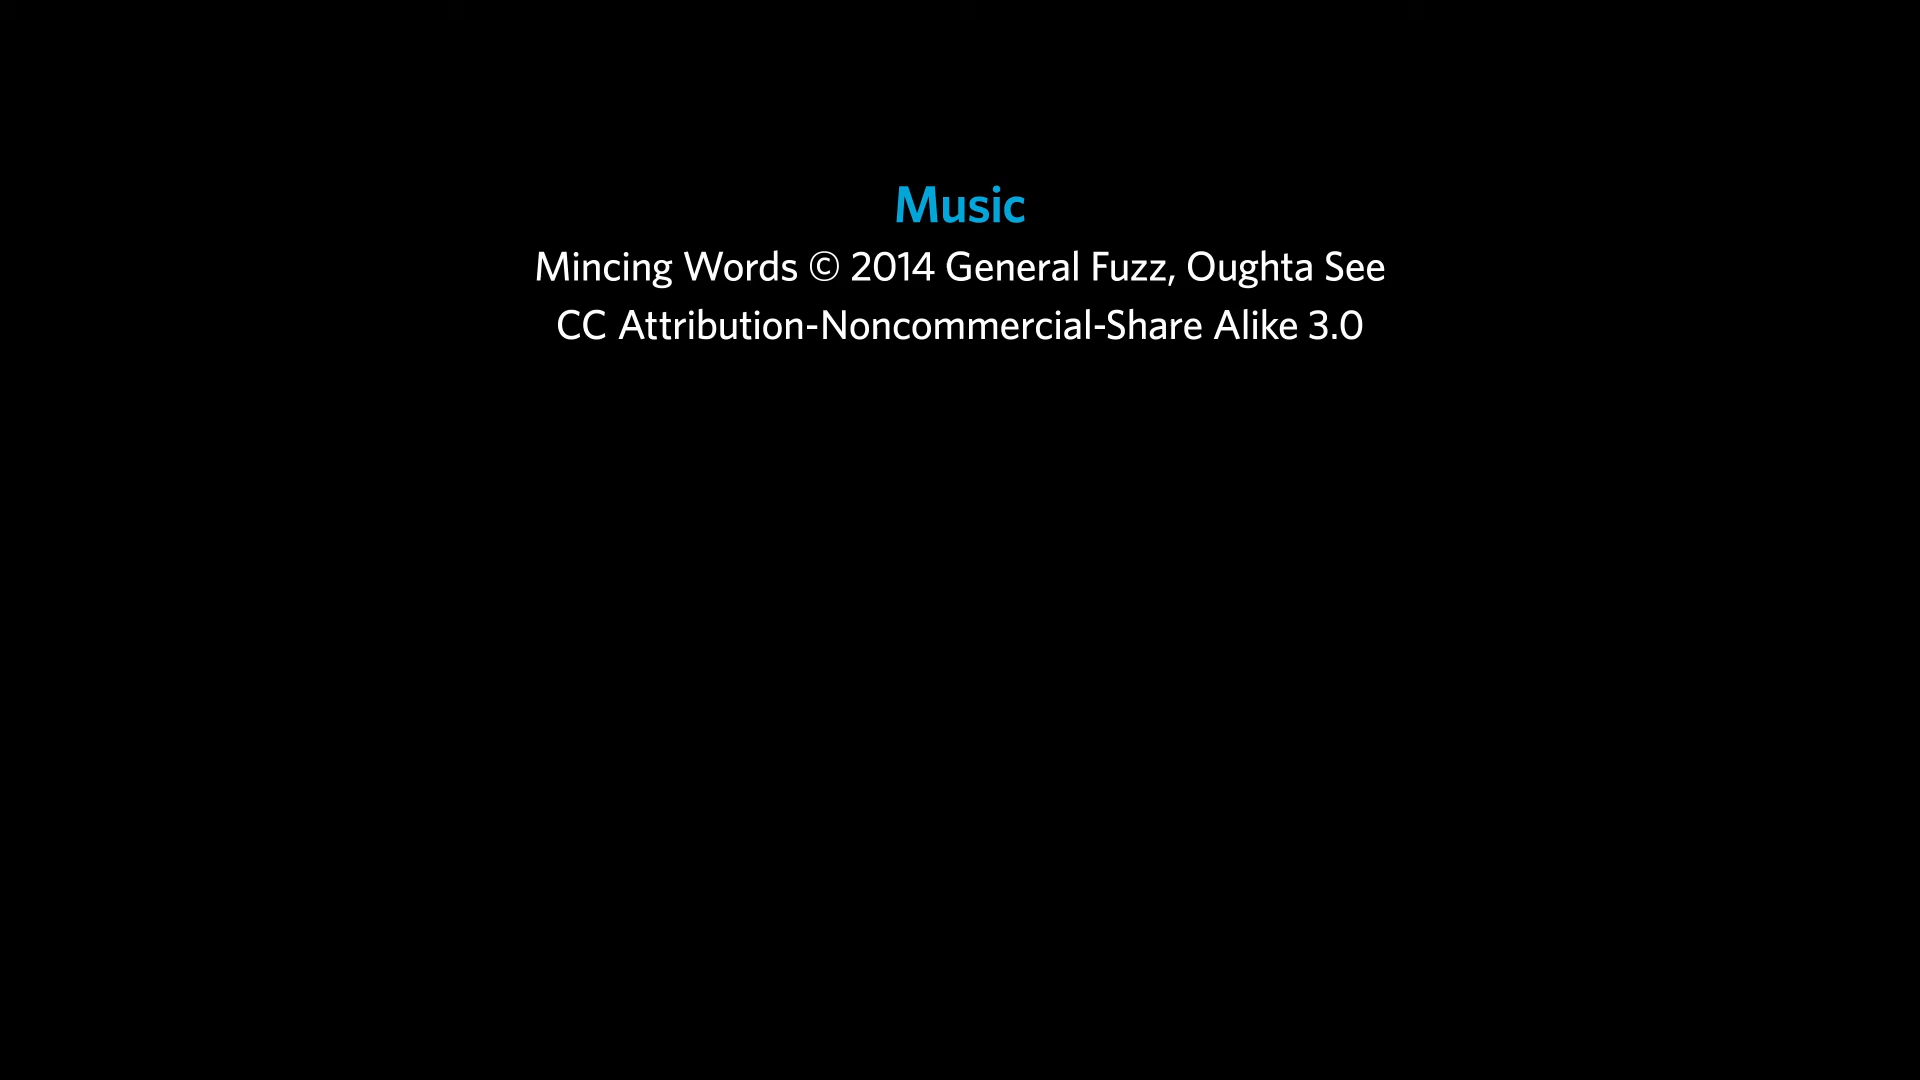 Music
Mincing Words © 2014 General Fuzz, Oughta See
CC Attribution-Noncommercial-Share Alike 3.0